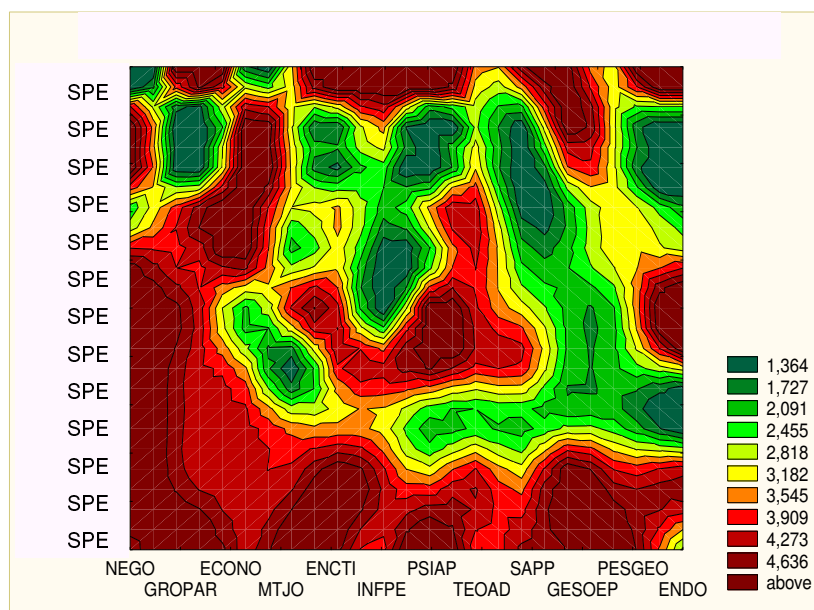 SPE
SPE
SPE
SPE
SPE
SPE
SPE
SPE
SPE
SPE
SPE
SPE
SPE
1,364
1,727
2,091
2,455
2,818
3,182
3,545
3,909
4,273
4,636
above
NEGO ECONO ENCTI PSIAP SAPP PESGEO
GROPAR MTJO INFPE TEOAD GESOEP ENDO